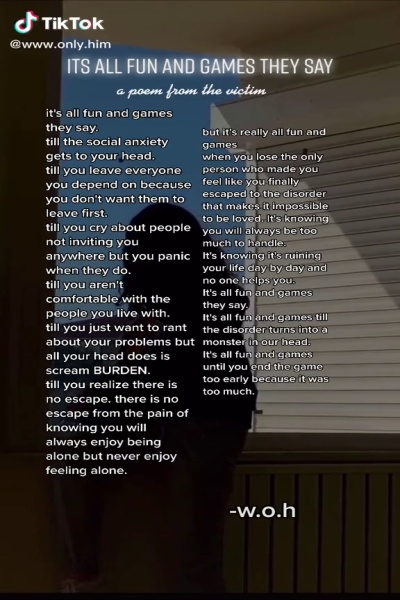 TikTok
@www.only.him
ITS ALL FUN AND GAMES THEY SAY
a poem from the victim
it's all fun and games
they say.
till the social anxiety
gets to your head.
till you leave everyone
you depend on because
you don't want them to
leave first.
till you cry about people
not inviting you
anywhere but you panic
when they do.
till you aren't
comfortable with the
people you live with.
till you just want to rant
about your problems but
all your head does is
scream BURDEN.
till you realize there is
no escape. there is no
escape from the pain of
knowing you will
always enjoy being
alone but never enjoy
feeling alone.
but it's really all fun and
games
when you lose the only
person who made you
feel like you finally
escaped to the disorder
that makes it impossible
to be loved. It's knowing
you will always be too
much to handle.
It's knowing it's ruining
your life day by day and
no one helps you.
It's all fun and games
they say.
It's all fun and games till
the disorder turns into a
monster in our head.
It's all fun and games
until you end the game
too early because it was
too much.
-w.o.h